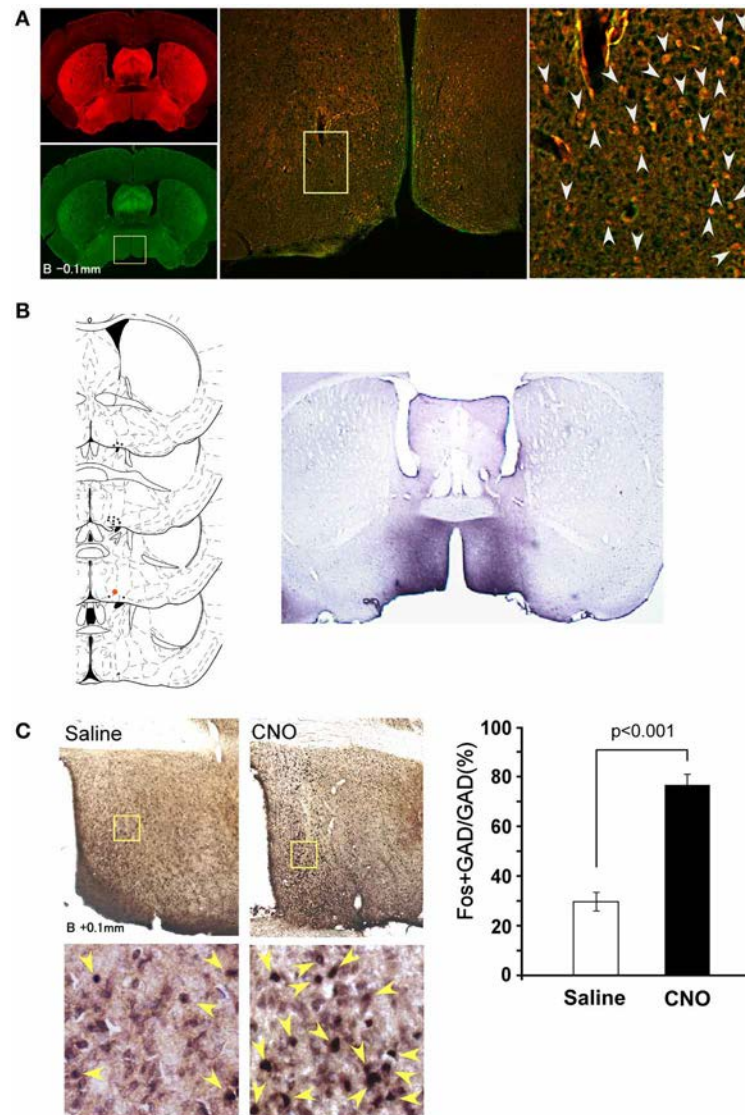 A
B -0.1mm
B
C
Saline
CNO
B +0.1mm
Fos+GAD/GAD(%)
100
80
60
40
20
0
p<0.001
Saline
CNO